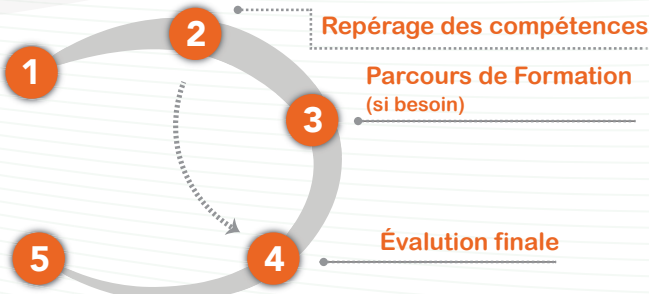 1
2
Repérage des compétences
Parcours de Formation
(si besoin)
3
4
Évalution finale
5